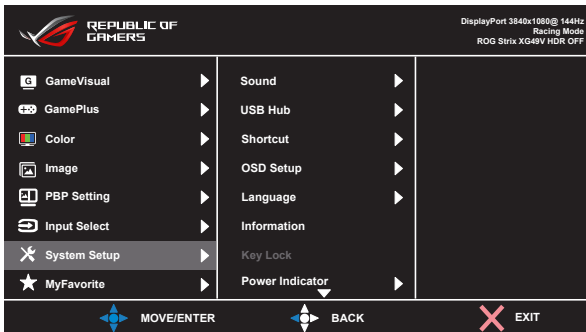 REPUBLIC OF
GAMERS
DisplayPort 3840x1080@ 144Hz
Racing Mode
ROG Strix XG49V HDR OFF
G GameVisual
GamePlus
Color
Image
PBP Setting
Input Select
System Setup
MyFavorite
Sound
USB Hub
Shortcut
OSD Setup
Language
Information
Key Lock
Power Indicator
MOVE/ENTER
BACK
EXIT